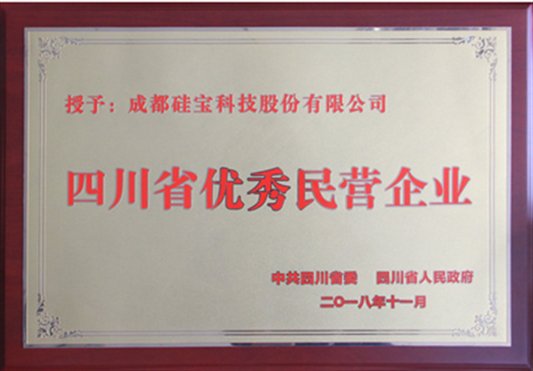 授予：成都硅宝科技股份有限公司
四川省优秀民营企业
中共四川省委 四川省人民政府
二〇一八年十一月